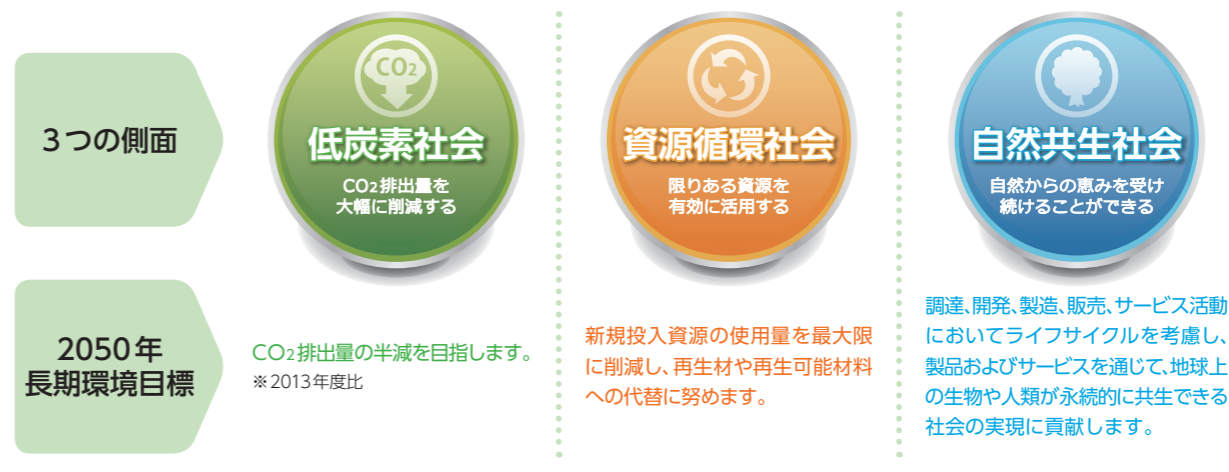 3つの側面
CO2
低炭素社会
CO2排出量を
大幅に削減する
資源循環社会
限りある資源を
有効に活用する
自然共生社会
自然からの恵みを受け
続けることができる
2050年
長期環境目標
CO2排出量の半減を目指します。
※2013年度比
新規投入資源の使用量を最大限
に削減し、再生材や再生可能材料
への代替に努めます。
調達、開発、製造、販売、サービス活動
においてライフサイクルを考慮し、
製品およびサービスを通じて、地球上
の生物や人類が永続的に共生できる
社会の実現に貢献します。